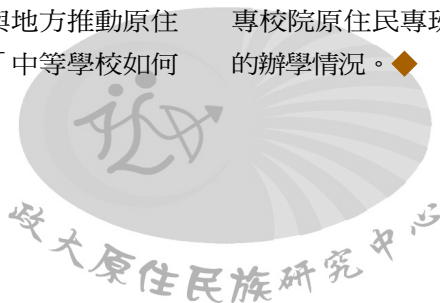 與地方推動原住
「中等學校如何
專校院原住民專班
的辦學情況。◆
政大原住民族研究中心